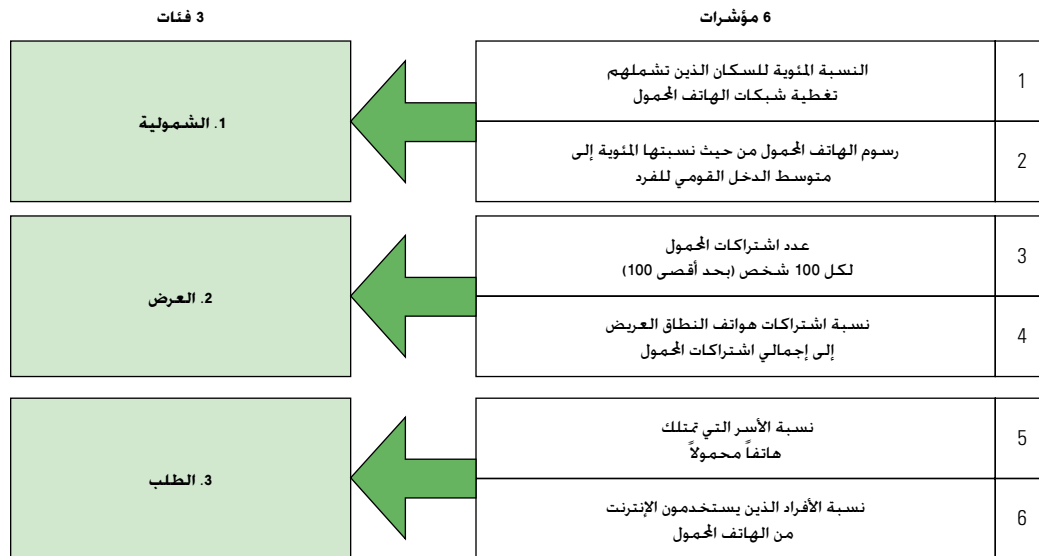 6 مؤشرات
3 فئات
1
النسبة المئوية للسكان الذين تشملهم
تغطية شبكات الهاتف المحمول
2
رسوم الهاتف المحمول من حيث نسبتها المئوية إلى
متوسط الدخل القومي للفرد
1. الشمولية
3
عدد اشتراكات المحمول
لكل 100 شخص (بحد أقصى 100)
4
نسبة اشتراكات هواتف النطاق العريض
إلى إجمالي اشتراكات المحمول
2. العرض
5
نسبة الأسر التي تمتلك
هاتفاً محمولاً
6
نسبة الأفراد الذين يستخدمون الإنترنت
من الهاتف المحمول
3. الطلب